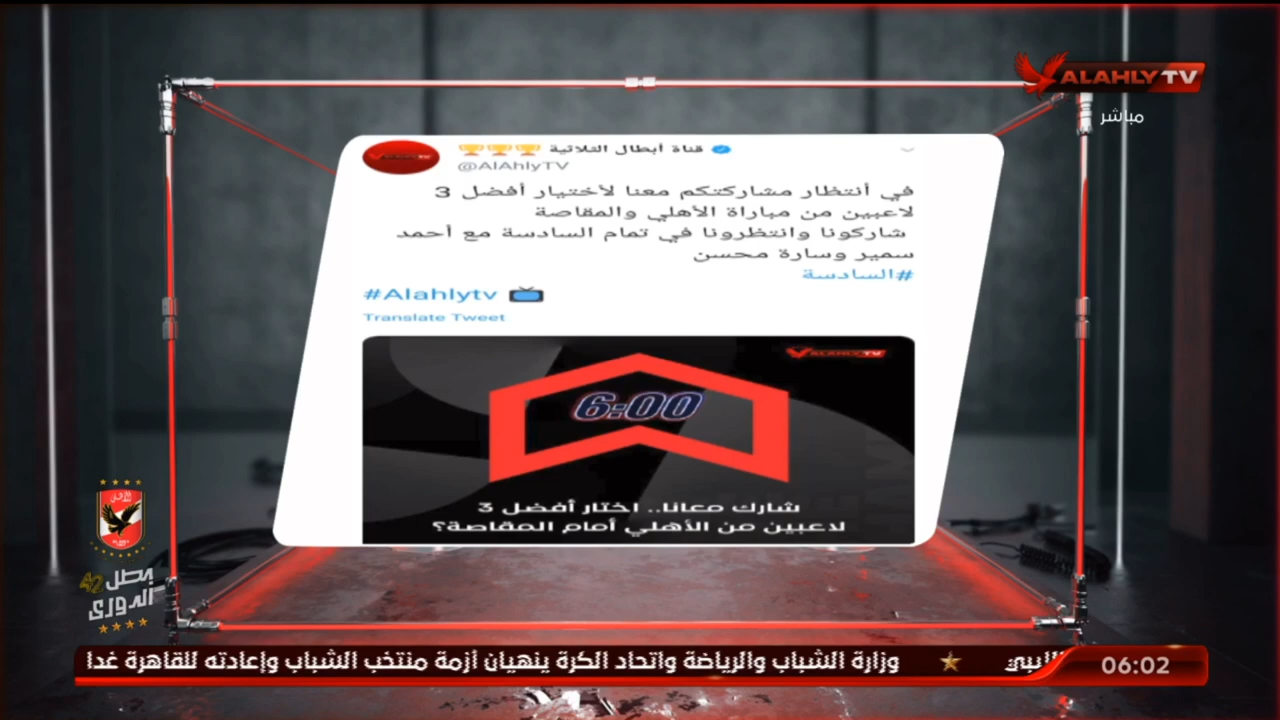 ALAHLY TV
مباشر
قناة أبطال الثلاثية 🏆🏆🏆
@AlAhlyTV
في أنتظار مشاركتكم معنا لأختيار أفضل 3
لاعبين من مباراة الأهلي والمقاصة
شاركونا وانتظرونا في تمام السادسة مع أحمد
سمير وسارة محسن
#السادسة
#Alahlytv 📺
Translate Tweet
ALAHLY TV
6:00
شارك معانا.. اختار أفضل 3
لاعبين من الأهلي أمام المقاصة؟
بطل 42
الدوري
وزارة الشباب والرياضة واتحاد الكرة ينهيان أزمة منتخب الشباب وإعادته للقاهرة غدا
06:02